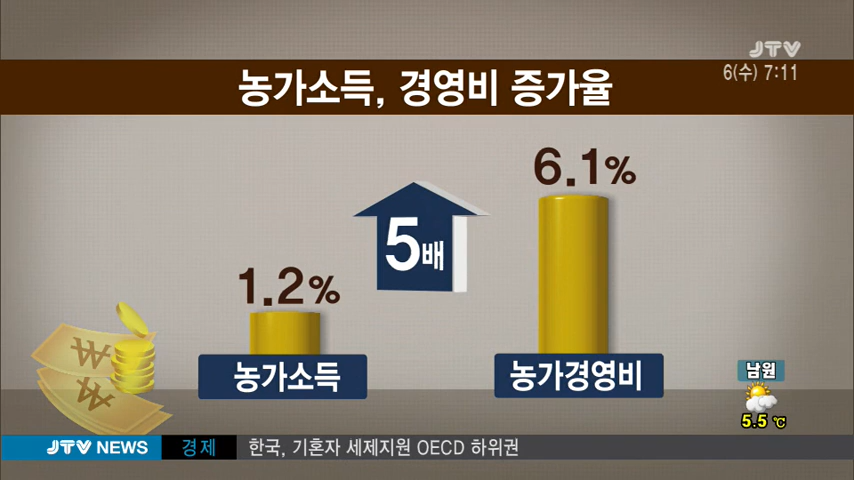 JTV
6(수) 7:11
농가소득, 경영비 증가율
6.1%
5배
1.2%
농가소득
농가경영비
남원
5.5 ℃
JTV NEWS
경제
한국, 기혼자 세제지원 OECD 하위권